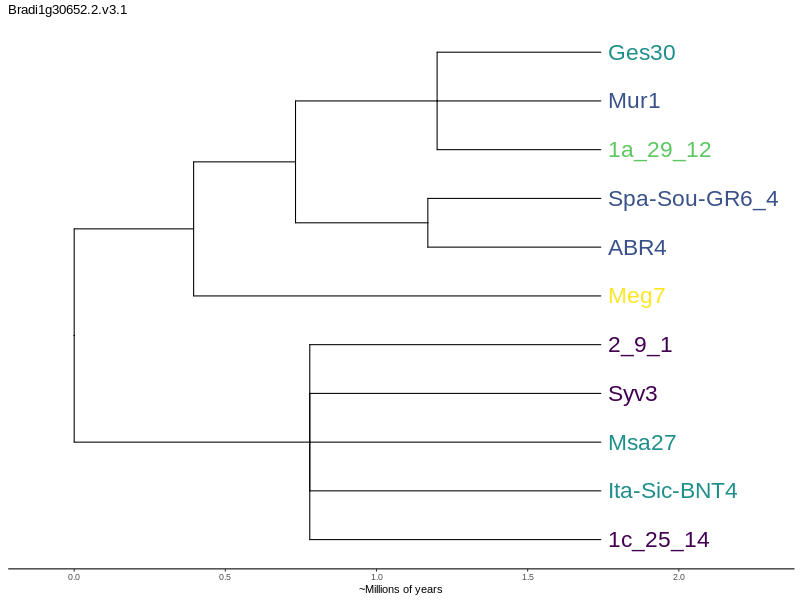 Bradi1g30652.2.v3.1
Ges30
Mur1
1a_29_12
Spa-Sou-GR6_4
ABR4
Meg7
2_9_1
Syv3
Msa27
Ita-Sic-BNT4
1c_25_14
0.0 0.5 1.0 1.5 2.0
~Millions of years